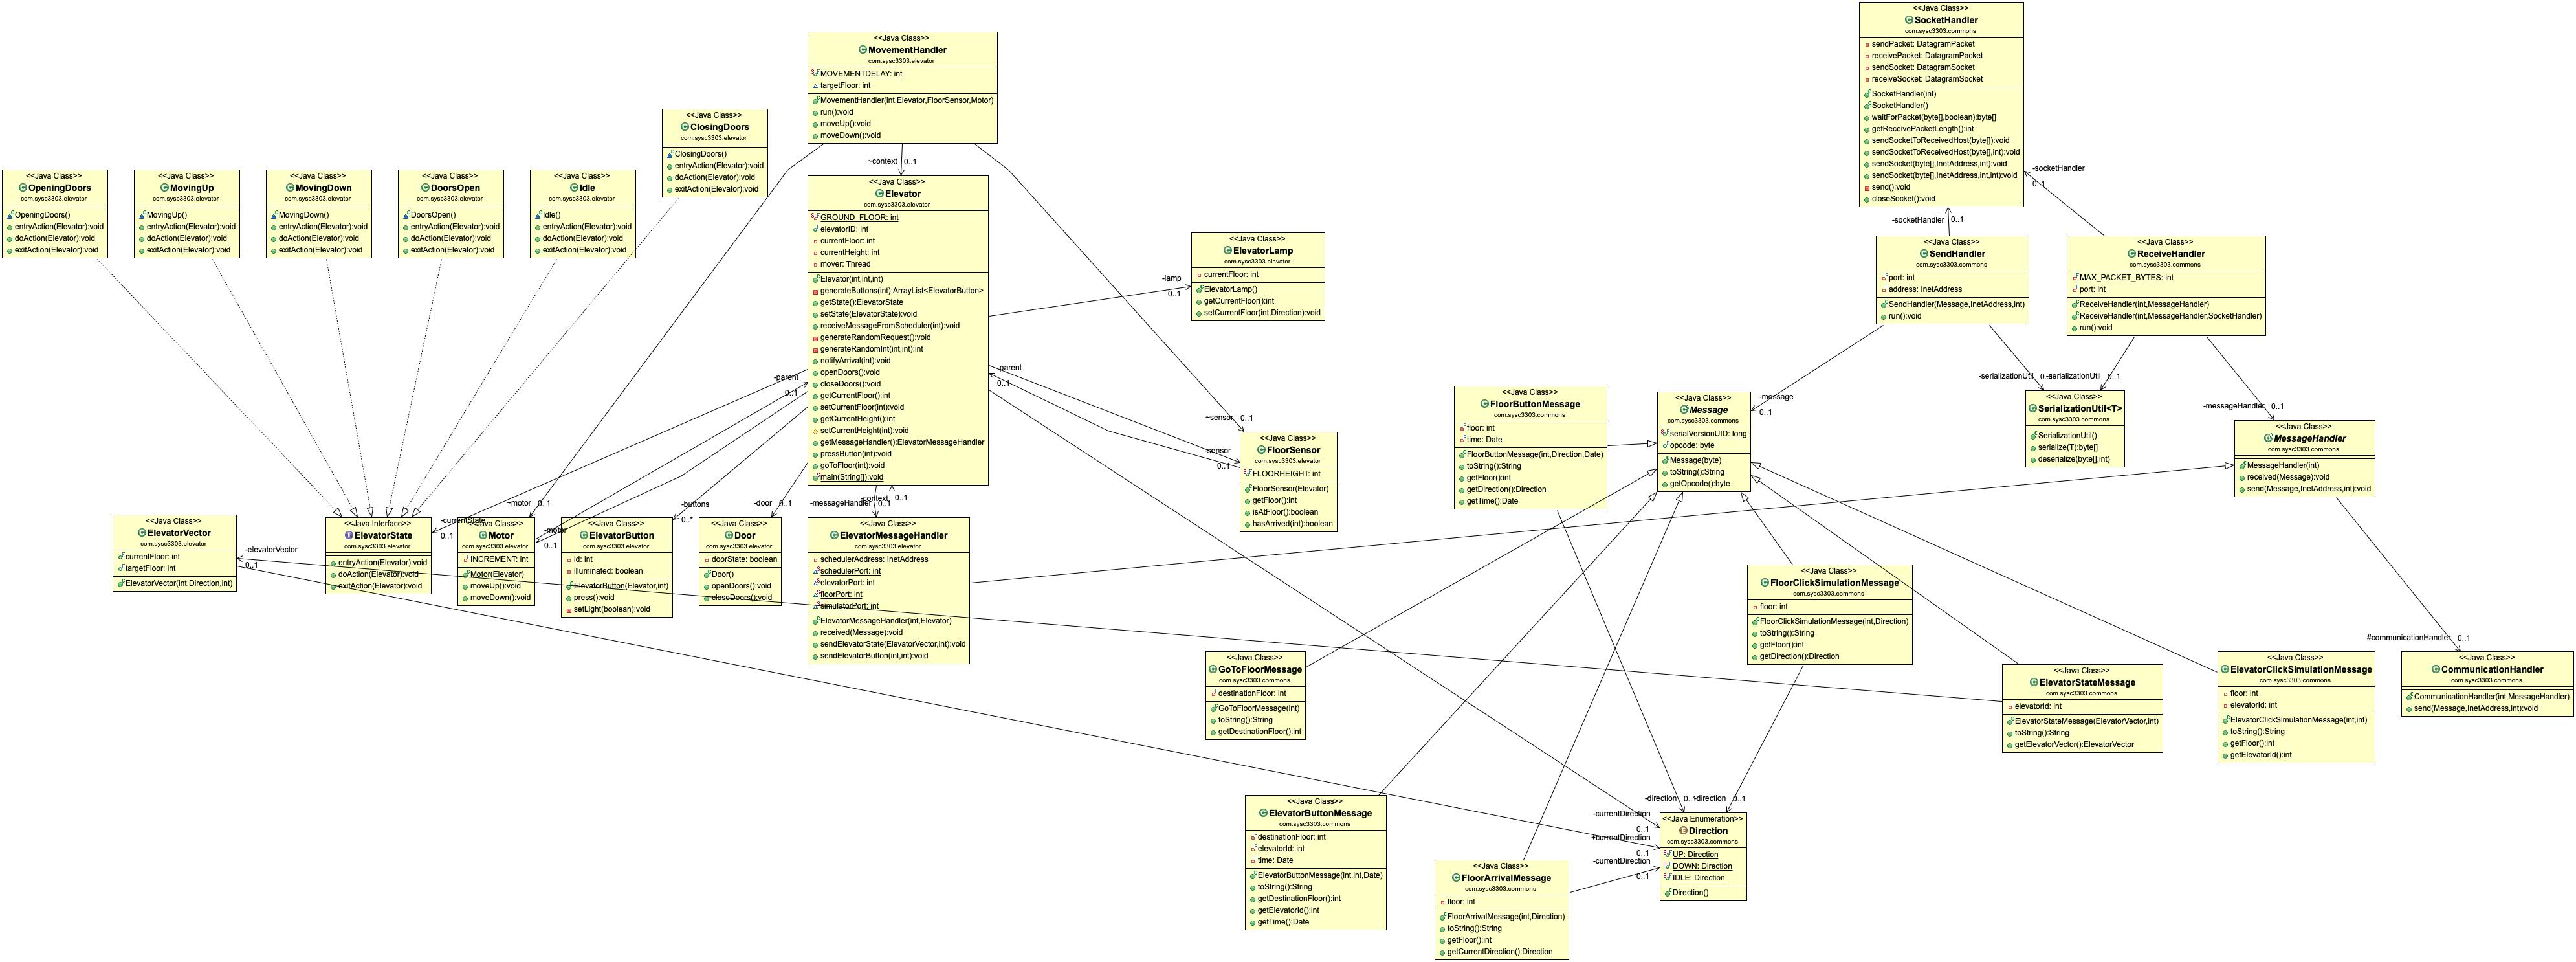 <<Java Class>>
MovementHandler
com.sysc3303.elevator
MOVEMENTDELAY: int
targetFloor: int
MovementHandler(int,Elevator,FloorSensor,Motor)
run():void
moveUp():void
moveDown():void
<<Java Class>>
SocketHandler
com.sysc3303.commons
sendPacket: DatagramPacket
receivePacket: DatagramPacket
sendSocket: DatagramSocket
receiveSocket: DatagramSocket
SocketHandler(int)
SocketHandler()
waitForPacket(byte[],boolean):byte[]
getReceivePacketLength():int
sendSocketToReceivedHost(byte[]):void
sendSocketToReceivedHost(byte[],int):void
sendSocket(byte[],InetAddress,int):void
sendSocket(byte[],InetAddress,int,int):void
send():void
closeSocket():void
<<Java Class>>
ClosingDoors
com.sysc3303.elevator
ClosingDoors()
entryAction(Elevator):void
doAction(Elevator):void
exitAction(Elevator):void
<<Java Class>>
OpeningDoors
com.sysc3303.elevator
OpeningDoors()
entryAction(Elevator):void
doAction(Elevator):void
exitAction(Elevator):void
<<Java Class>>
MovingUp
com.sysc3303.elevator
MovingUp()
entryAction(Elevator):void
doAction(Elevator):void
exitAction(Elevator):void
<<Java Class>>
MovingDown
com.sysc3303.elevator
MovingDown()
entryAction(Elevator):void
doAction(Elevator):void
exitAction(Elevator):void
<<Java Class>>
DoorsOpen
com.sysc3303.elevator
DoorsOpen()
entryAction(Elevator):void
doAction(Elevator):void
exitAction(Elevator):void
<<Java Class>>
Idle
com.sysc3303.elevator
Idle()
entryAction(Elevator):void
doAction(Elevator):void
exitAction(Elevator):void
~context 0..1
<<Java Class>>
Elevator
com.sysc3303.elevator
GROUND_FLOOR: int
elevatorID: int
currentFloor: int
currentHeight: int
mover: Thread
Elevator(int,int,int)
generateButtons(int):ArrayList<ElevatorButton>
getState():ElevatorState
setState(ElevatorState):void
receiveMessageFromScheduler(int):void
generateRandomRequest():void
generateRandomInt(int,int):int
notifyArrival(int):void
openDoors():void
closeDoors():void
getCurrentFloor():int
setCurrentFloor(int):void
getCurrentHeight():int
setCurrentHeight(int):void
getMessageHandler():ElevatorMessageHandler
pressButton(int):void
goToFloor(int):void
main(String[]):void
-lamp
0..1
<<Java Class>>
ElevatorLamp
com.sysc3303.elevator
currentFloor: int
ElevatorLamp()
getCurrentFloor():int
setCurrentFloor(int,Direction):void
-socketHandler
0..1
-socketHandler 0..1
<<Java Class>>
SendHandler
com.sysc3303.commons
port: int
address: InetAddress
SendHandler(Message,InetAddress,int)
run():void
<<Java Class>>
ReceiveHandler
com.sysc3303.commons
MAX_PACKET_BYTES: int
port: int
ReceiveHandler(int,MessageHandler)
ReceiveHandler(int,MessageHandler,SocketHandler)
run():void
-parent
0..1
-parent
0..1
-serializationUtil 0..1
-serializationUtil 0..1
<<Java Class>>
SerializationUtil<T>
com.sysc3303.commons
SerializationUtil()
serialize(T):byte[]
deserialize(byte[],int)
-message
0..1
-messageHandler 0..1
<<Java Class>>
MessageHandler
com.sysc3303.commons
MessageHandler(int)
received(Message):void
send(Message,InetAddress,int):void
<<Java Class>>
FloorButtonMessage
com.sysc3303.commons
floor: int
time: Date
FloorButtonMessage(int,Direction,Date)
toString():String
getFloor():int
getDirection():Direction
getTime():Date
<<Java Class>>
Message
com.sysc3303.commons
serialVersionUID: long
opcode: byte
Message(byte)
toString():String
getOpcode():byte
~sensor 0..1
-sensor
0..1
<<Java Class>>
FloorSensor
com.sysc3303.elevator
FLOORHEIGHT: int
FloorSensor(Elevator)
getFloor():int
isAtFloor():boolean
hasArrived(int):boolean
~motor 0..1
-buttons
0..*
-door 0..1
-messageHandler 0..1
-context 0..1
-currentState
0..1
-motor
0..1
<<Java Class>>
ElevatorVector
com.sysc3303.elevator
currentFloor: int
targetFloor: int
ElevatorVector(int,Direction,int)
-elevatorVector
0..1
<<Java Interface>>
ElevatorState
com.sysc3303.elevator
entryAction(Elevator):void
doAction(Elevator):void
exitAction(Elevator):void
<<Java Class>>
Motor
com.sysc3303.elevator
INCREMENT: int
Motor(Elevator)
moveUp():void
moveDown():void
<<Java Class>>
ElevatorButton
com.sysc3303.elevator
id: int
illuminated: boolean
ElevatorButton(Elevator,int)
press():void
setLight(boolean):void
<<Java Class>>
Door
com.sysc3303.elevator
doorState: boolean
Door()
openDoors():void
closeDoors():void
<<Java Class>>
ElevatorMessageHandler
com.sysc3303.elevator
schedulerAddress: InetAddress
schedulerPort: int
elevatorPort: int
floorPort: int
simulatorPort: int
ElevatorMessageHandler(int,Elevator)
received(Message):void
sendElevatorState(ElevatorVector,int):void
sendElevatorButton(int,int):void
<<Java Class>>
FloorClickSimulationMessage
com.sysc3303.commons
floor: int
FloorClickSimulationMessage(int,Direction)
toString():String
getFloor():int
getDirection():Direction
#communicationHandler 0..1
<<Java Class>>
GoToFloorMessage
com.sysc3303.commons
destinationFloor: int
GoToFloorMessage(int)
toString():String
getDestinationFloor():int
<<Java Class>>
ElevatorStateMessage
com.sysc3303.commons
elevatorId: int
ElevatorStateMessage(ElevatorVector,int)
toString():String
getElevatorVector():ElevatorVector
<<Java Class>>
ElevatorClickSimulationMessage
com.sysc3303.commons
floor: int
elevatorId: int
ElevatorClickSimulationMessage(int,int)
toString():String
getFloor():int
getElevatorId():int
<<Java Class>>
CommunicationHandler
com.sysc3303.commons
CommunicationHandler(int,MessageHandler)
send(Message,InetAddress,int):void
<<Java Class>>
ElevatorButtonMessage
com.sysc3303.commons
destinationFloor: int
elevatorId: int
time: Date
ElevatorButtonMessage(int,int,Date)
toString():String
getDestinationFloor():int
getElevatorId():int
getTime():Date
-direction 0..1
-direction 0..1
-currentDirection
0..1
+currentDirection
0..1
-currentDirection
0..1
<<Java Enumeration>>
Direction
com.sysc3303.commons
UP: Direction
DOWN: Direction
IDLE: Direction
Direction()
<<Java Class>>
FloorArrivalMessage
com.sysc3303.commons
floor: int
FloorArrivalMessage(int,Direction)
toString():String
getFloor():int
getCurrentDirection():Direction